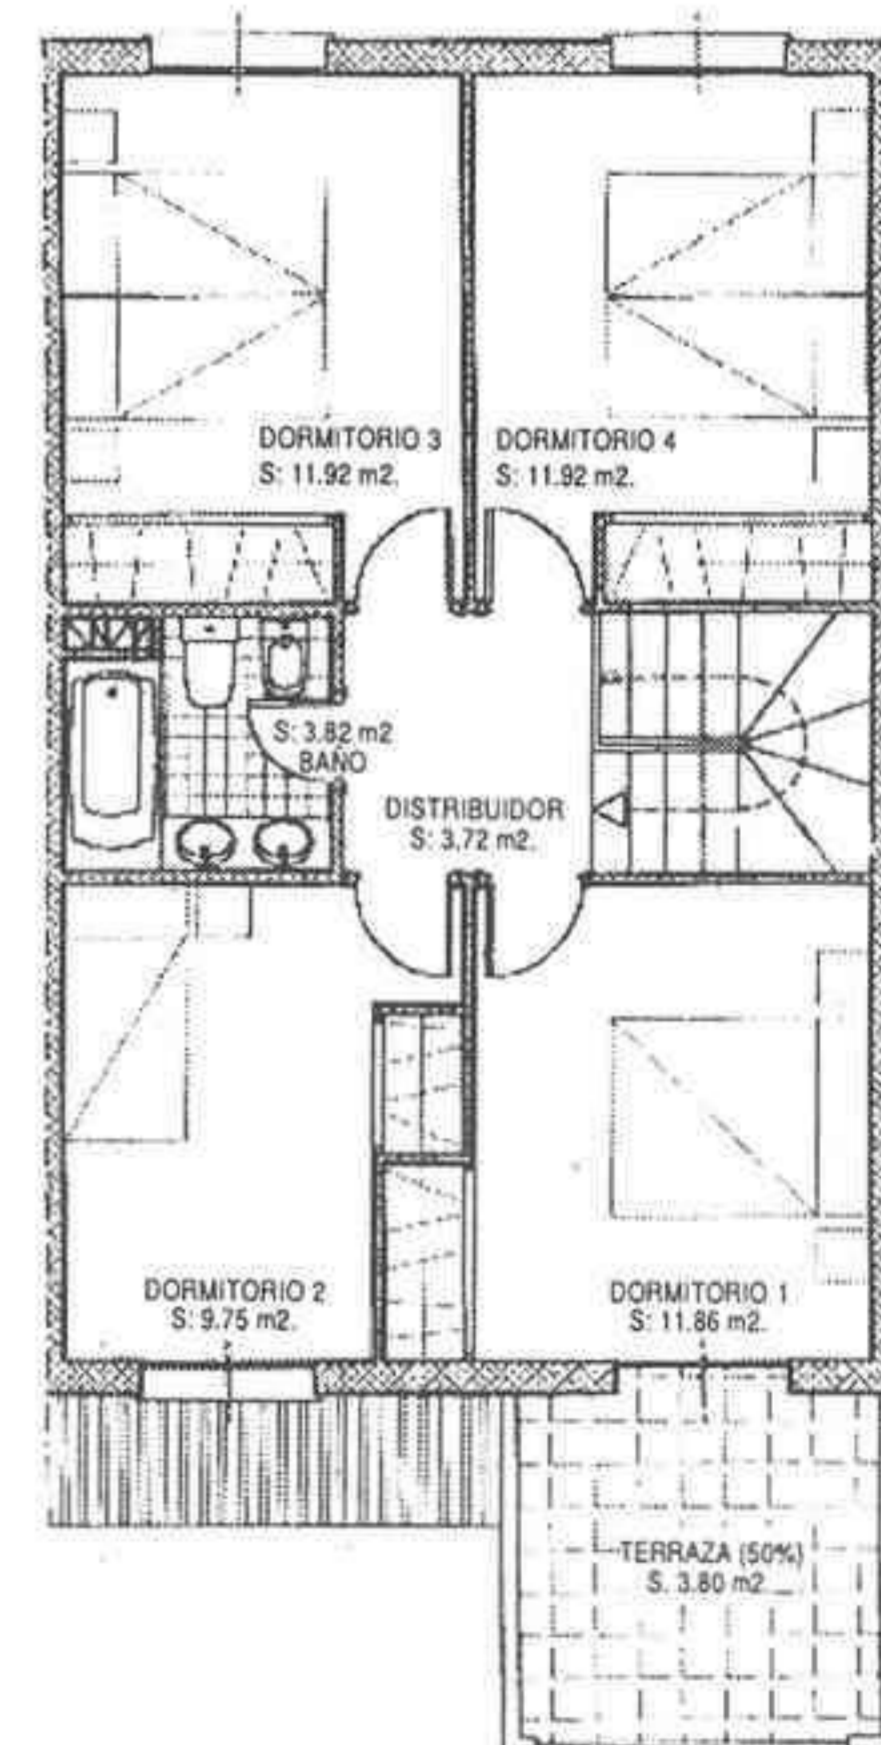 DORMITORIO 3
S: 11.92 m2.
DORMITORIO 4
S: 11.92 m2.
S: 3.82 m2
BAÑO
DISTRIBUIDOR
S: 3,72 m2.
DORMITORIO 2
S: 9.75 m2.
DORMITORIO 1
S: 11.86 m2.
TERRAZA (50%)
S. 3.80 m2